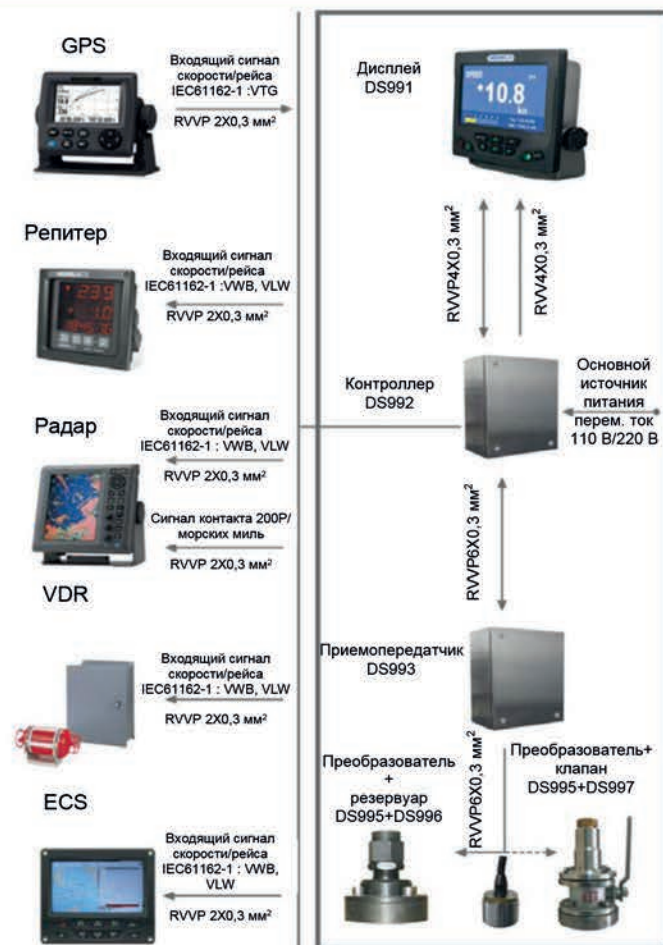 GPS
Входящий сигнал
скорости/рейса
IEC61162-1 :VTG
RVVP 2X0,3 мм²
Репитер
Входящий сигнал
скорости/рейса
IEC61162-1 :VWB, VLW
RVVP 2X0,3 мм²
Радар
Входящий сигнал
скорости/рейса
IEC61162-1 : VWB, VLW
RVVP 2X0,3 мм²
Сигнал контакта 200P/
морских миль
RVVP 2X0,3 мм²
VDR
Входящий сигнал
скорости/рейса
IEC61162-1 : VWB, VLW
RVVP 2X0,3 мм²
ECS
Входящий сигнал
скорости/рейса
IEC61162-1 : VWB,
VLW
RVVP 2X0,3 мм²
Дисплей
DS991
SPEED
10.8
kn
RVVP4X0,3 мм²
RVV4X0,3 мм²
Контроллер
DS992
Основной
источник
питания
перем. ток
110 В/220 В
RVVP6X0,3 мм²
Приемопередатчик
DS993
RVVP6X0,3 мм²
Преобразователь
+
резервуар
DS995+DS996
Преобразователь+
клапан
DS995+DS997